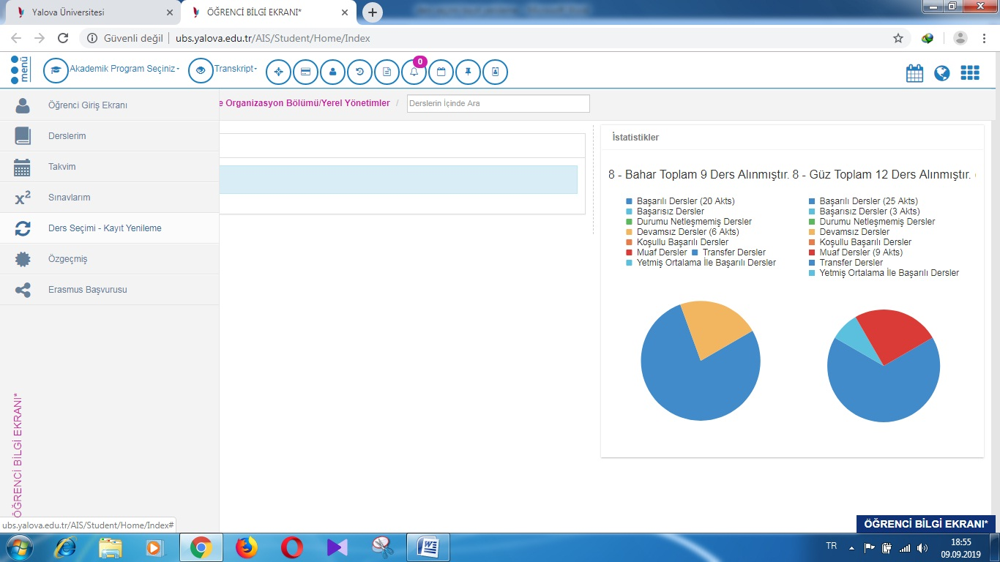 Yalova Üniversitesi
ÖĞRENCİ BİLGİ EKRANI*
Güvenli değil
ubs.yalova.edu.tr/AIS/Student/Home/Index
menü
Akademik Program Seçiniz
Transkript
0
Öğrenci Giriş Ekranı
Derslerim
Takvim
Sınavlarım
Ders Seçimi - Kayıt Yenileme
Özgeçmiş
Erasmus Başvurusu
e Organizasyon Bölümü/Yerel Yönetimler /
Derslerin İçinde Ara
İstatistikler
8 - Bahar Toplam 9 Ders Alınmıştır.
Başarılı Dersler (20 Akts)
Başarısız Dersler
Durumu Netleşmemiş Dersler
Devamsız Dersler (6 Akts)
Koşullu Başarılı Dersler
Muaf Dersler Transfer Dersler
Yetmiş Ortalama İle Başarılı Dersler
8 - Güz Toplam 12 Ders Alınmıştır.
Başarılı Dersler (25 Akts)
Başarısız Dersler (3 Akts)
Durumu Netleşmemiş Dersler
Devamsız Dersler
Koşullu Başarılı Dersler
Muaf Dersler (9 Akts)
Transfer Dersler
Yetmiş Ortalama İle Başarılı Dersler
ÖĞRENCİ BİLGİ EKRANI*
ubs.yalova.edu.tr/AIS/Student/Home/Index#
ÖĞRENCİ BİLGİ EKRANI*
TR
18:55
09.09.2019